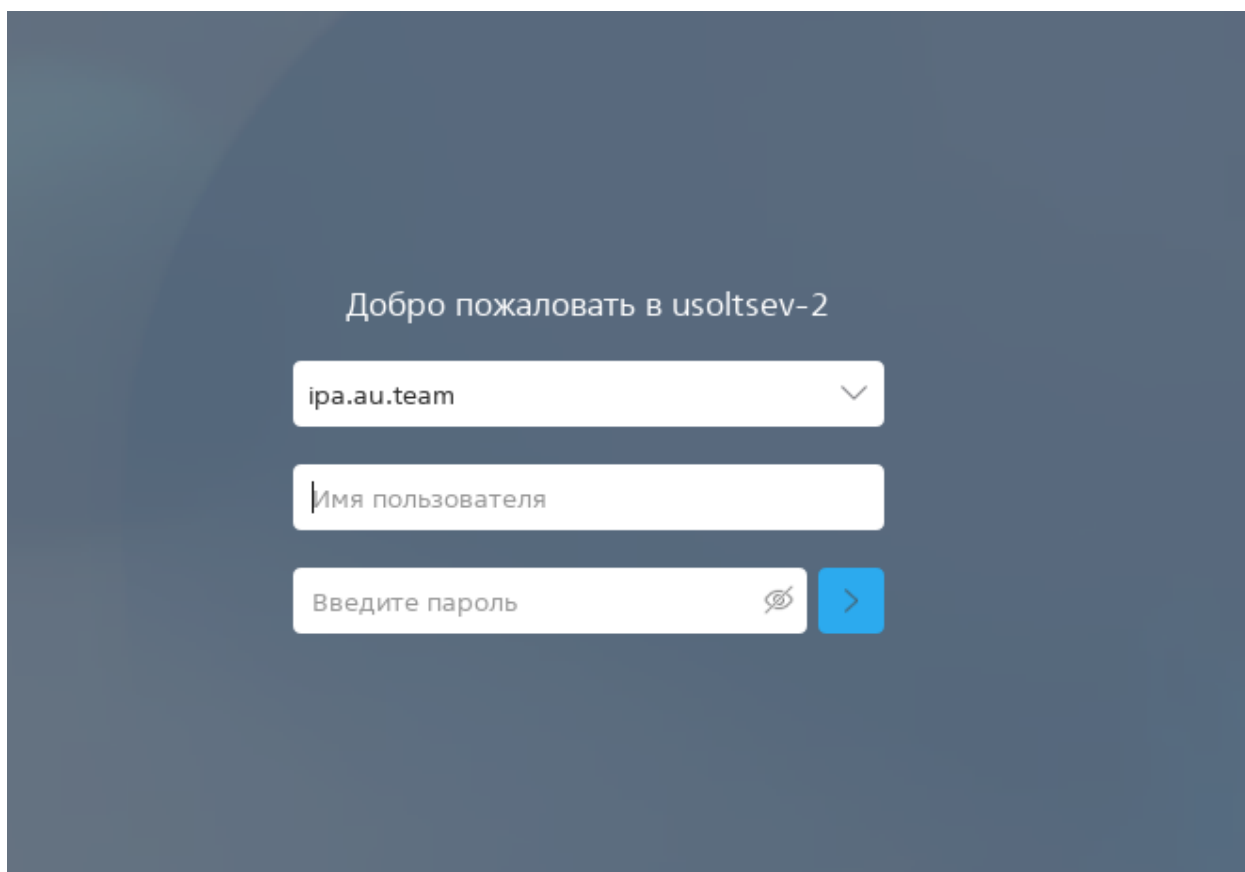 Добро пожаловать в usoltsev-2
ipa.au.team
Имя пользователя
Введите пароль